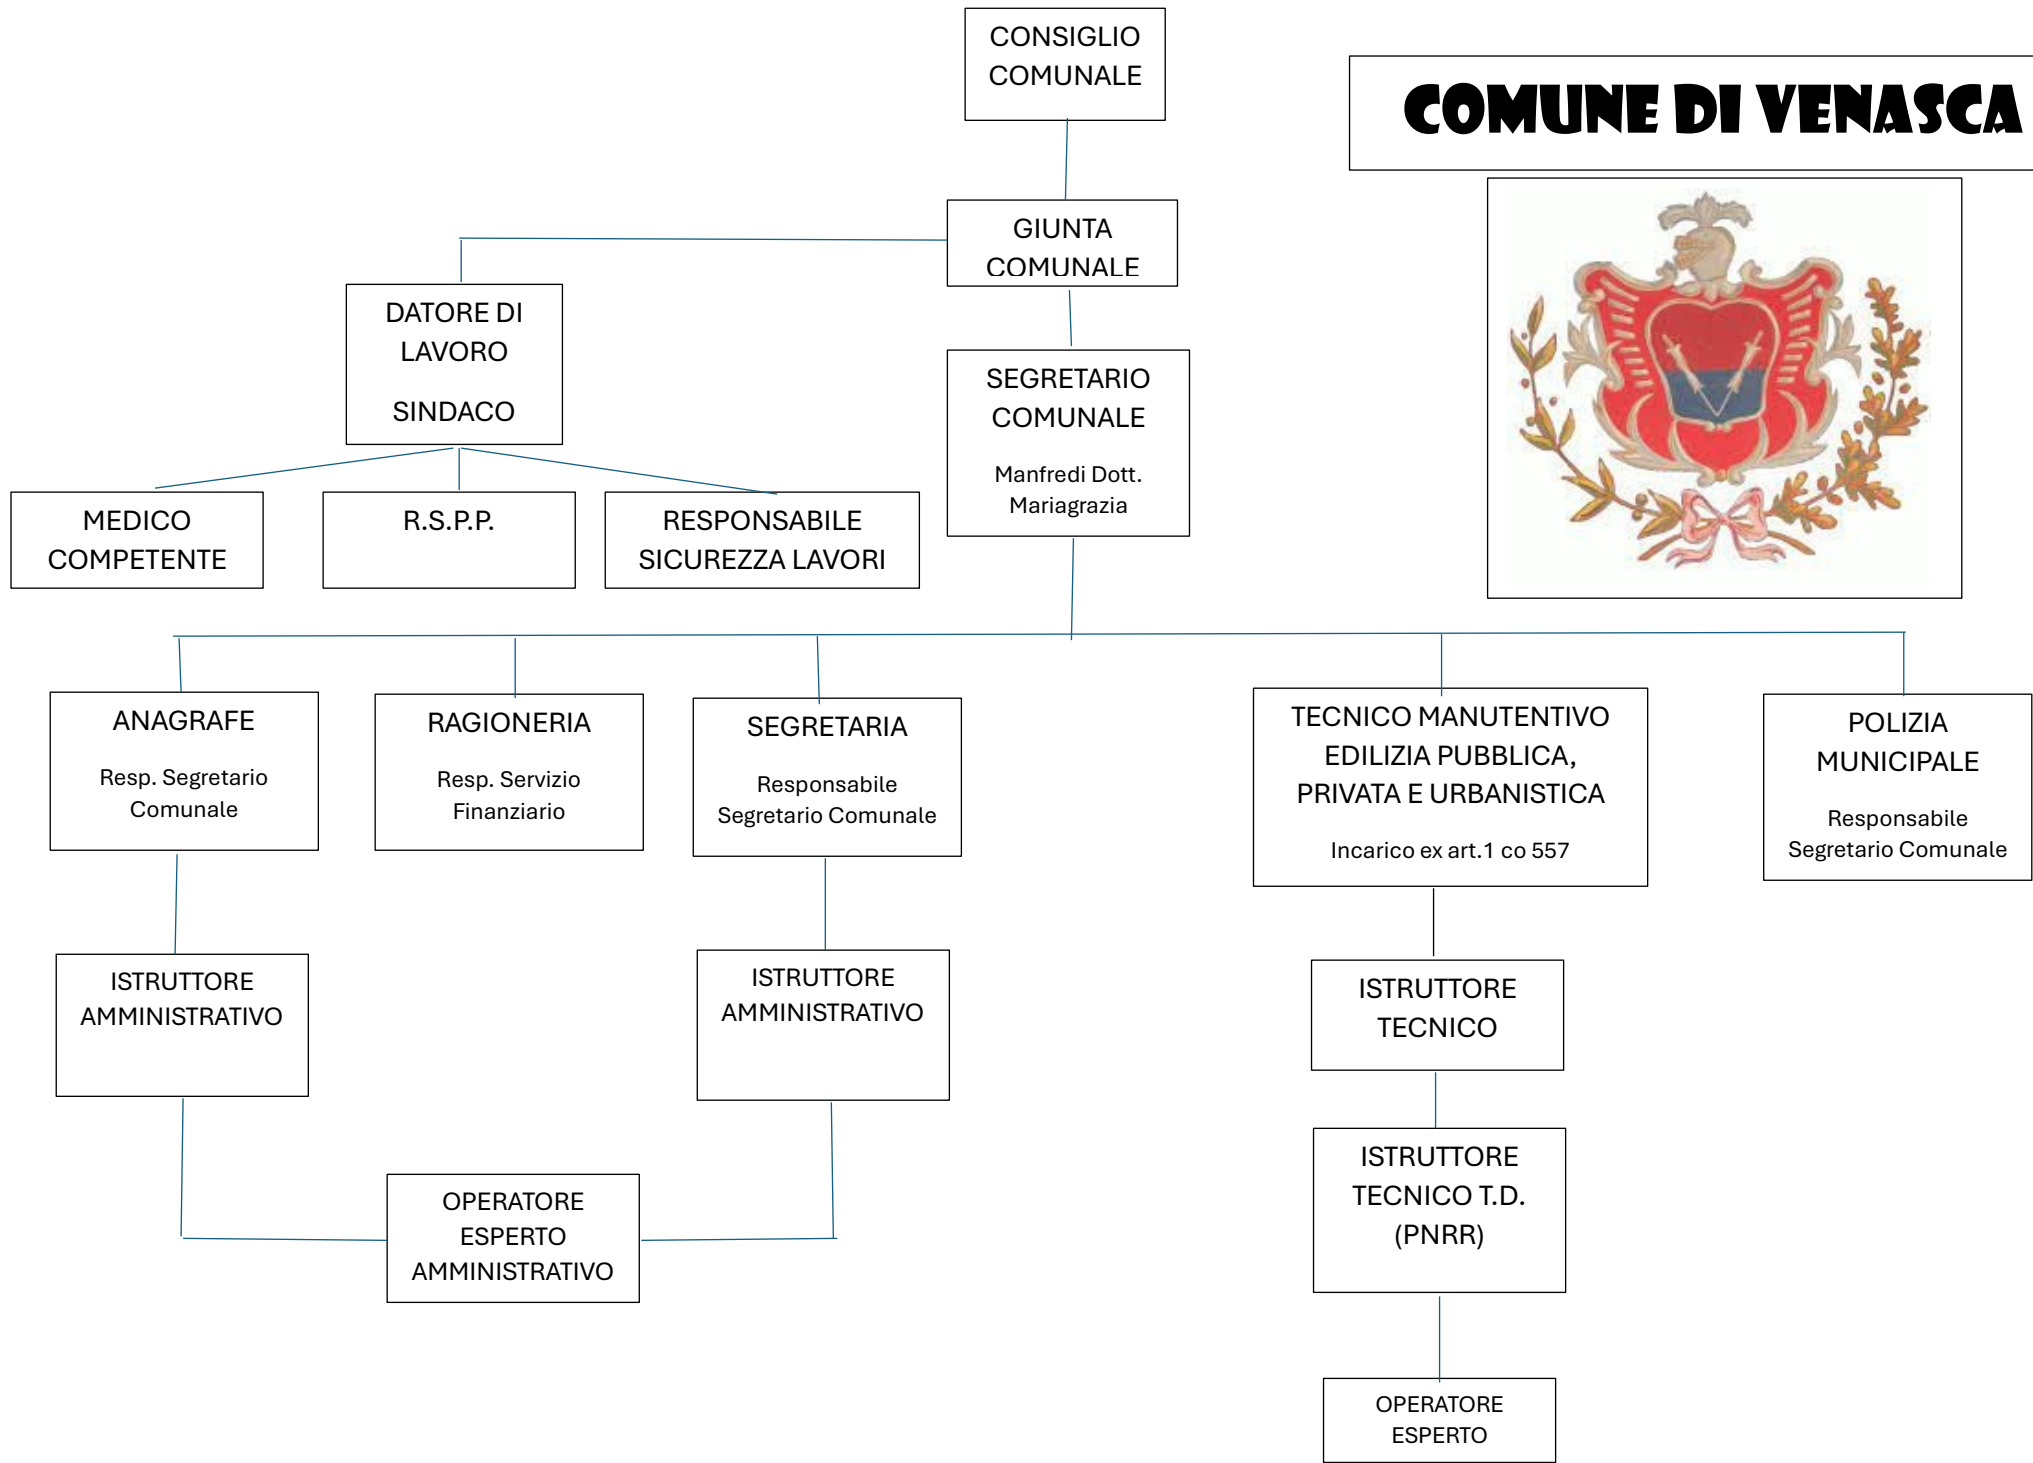 CONSIGLIO
COMUNALE
COMUNE DI VENASCA
GIUNTA
COMUNALE
DATORE DI
LAVORO
SINDACO
SEGRETARIO
COMUNALE
Manfredi Dott.
Mariagrazia
MEDICO
COMPETENTE
R.S.P.P.
RESPONSABILE
SICUREZZA LAVORI
ANAGRAFE
Resp. Segretario
Comunale
RAGIONERIA
Resp. Servizio
Finanziario
SEGRETARIA
Responsabile
Segretario Comunale
TECNICO MANUTENTIVO
EDILIZIA PUBBLICA,
PRIVATA E URBANISTICA
Incarico ex art.1 co 557
POLIZIA
MUNICIPALE
Responsabile
Segretario Comunale
ISTRUTTORE
AMMINISTRATIVO
ISTRUTTORE
AMMINISTRATIVO
ISTRUTTORE
TECNICO
OPERATORE
ESPERTO
AMMINISTRATIVO
ISTRUTTORE
TECNICO T.D.
(PNRR)
OPERATORE
ESPERTO